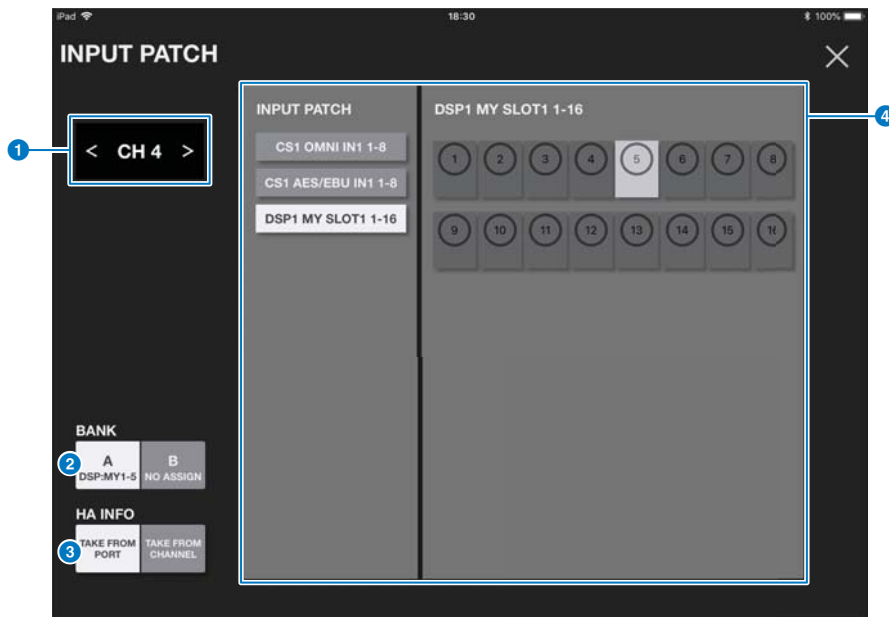 iPad 18:30 100%
INPUT PATCH
1
< CH 4 >
INPUT PATCH
CS1 OMNI IN1 1-8
CS1 AES/EBU IN1 1-8
DSP1 MY SLOT1 1-16
DSP1 MY SLOT1 1-16
1 2 3 4 5 6 7 8
9 10 11 12 13 14 15 16
4
BANK
2
A B
DSP:MY1-5 NO ASSIGN
HA INFO
3
TAKE FROM TAKE FROM
PORT CHANNEL